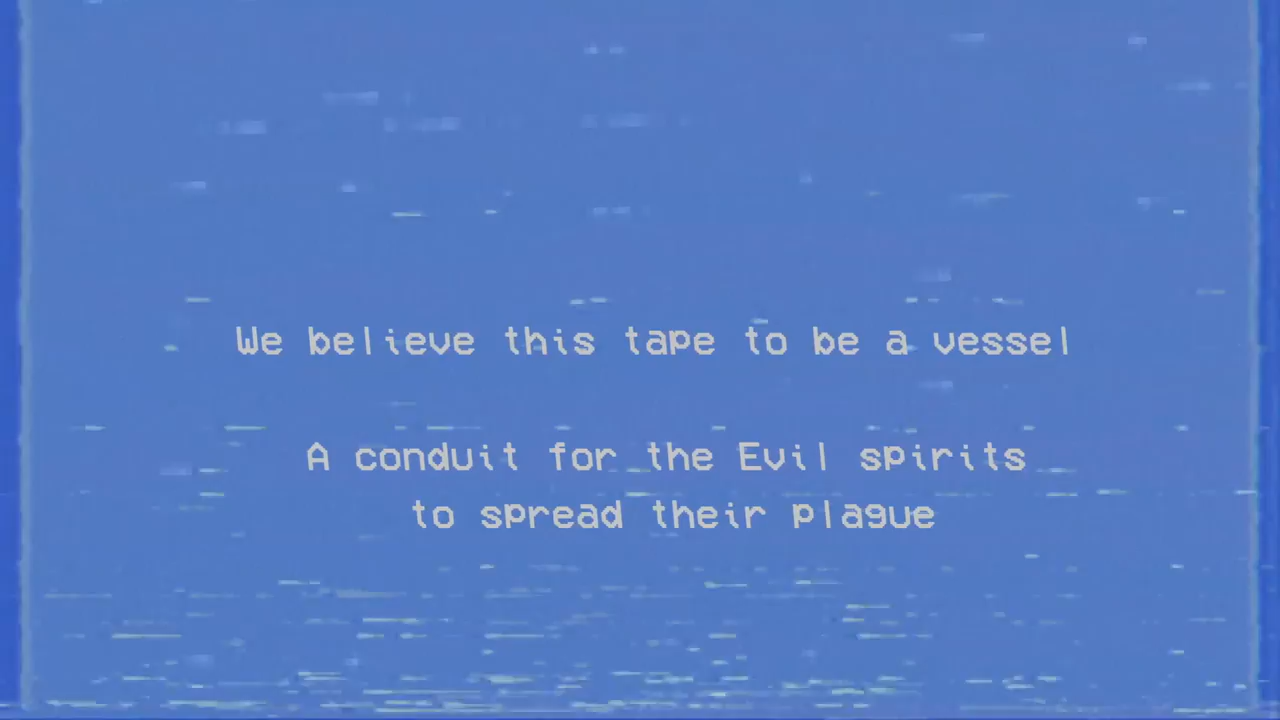 We believe this tape to be a vessel
A conduit for the Evil spirits
to spread their plague